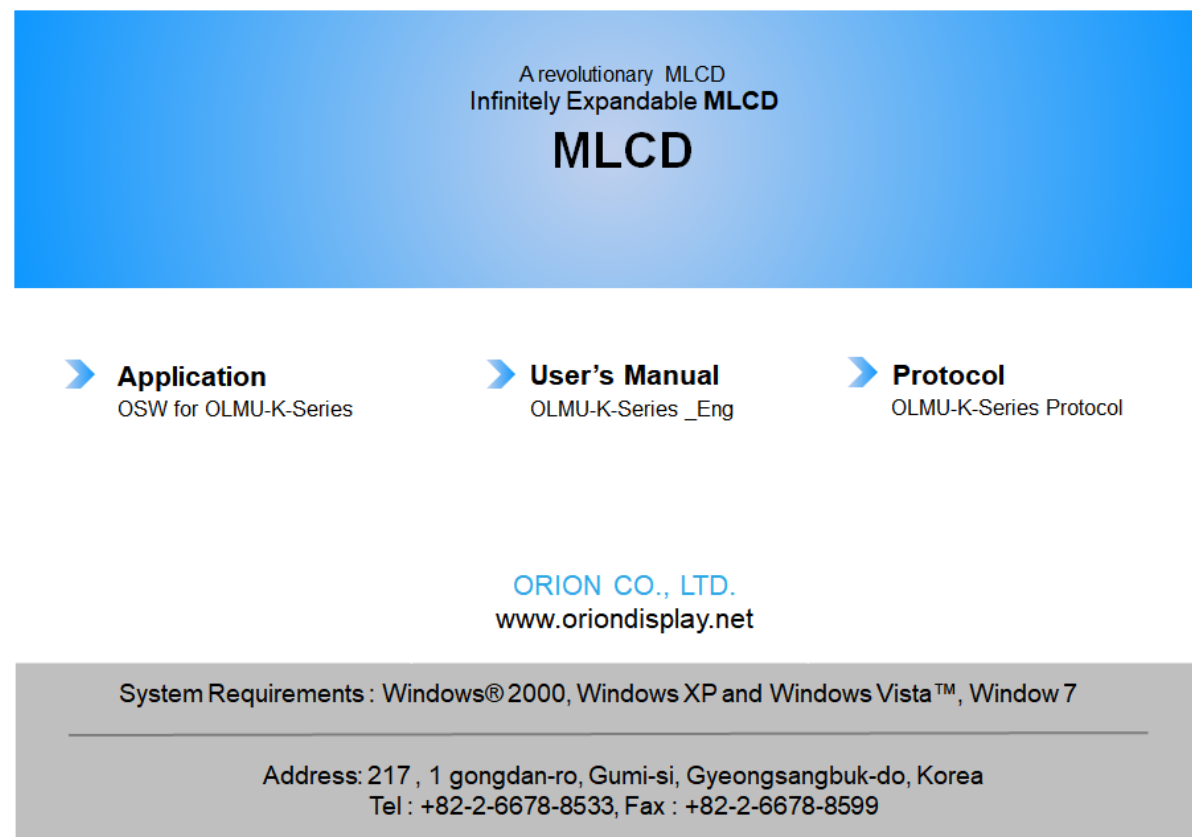 A revolutionary MLCD
Infinitely Expandable MLCD
MLCD
Application
OSW for OLMU-K-Series
User's Manual
OLMU-K-Series _Eng
Protocol
OLMU-K-Series Protocol
ORION CO., LTD.
www.oriondisplay.net
System Requirements : Windows® 2000, Windows XP and Windows Vista™, Window 7
Address: 217 , 1 gongdan-ro, Gumi-si, Gyeongsangbuk-do, Korea
Tel : +82-2-6678-8533, Fax : +82-2-6678-8599